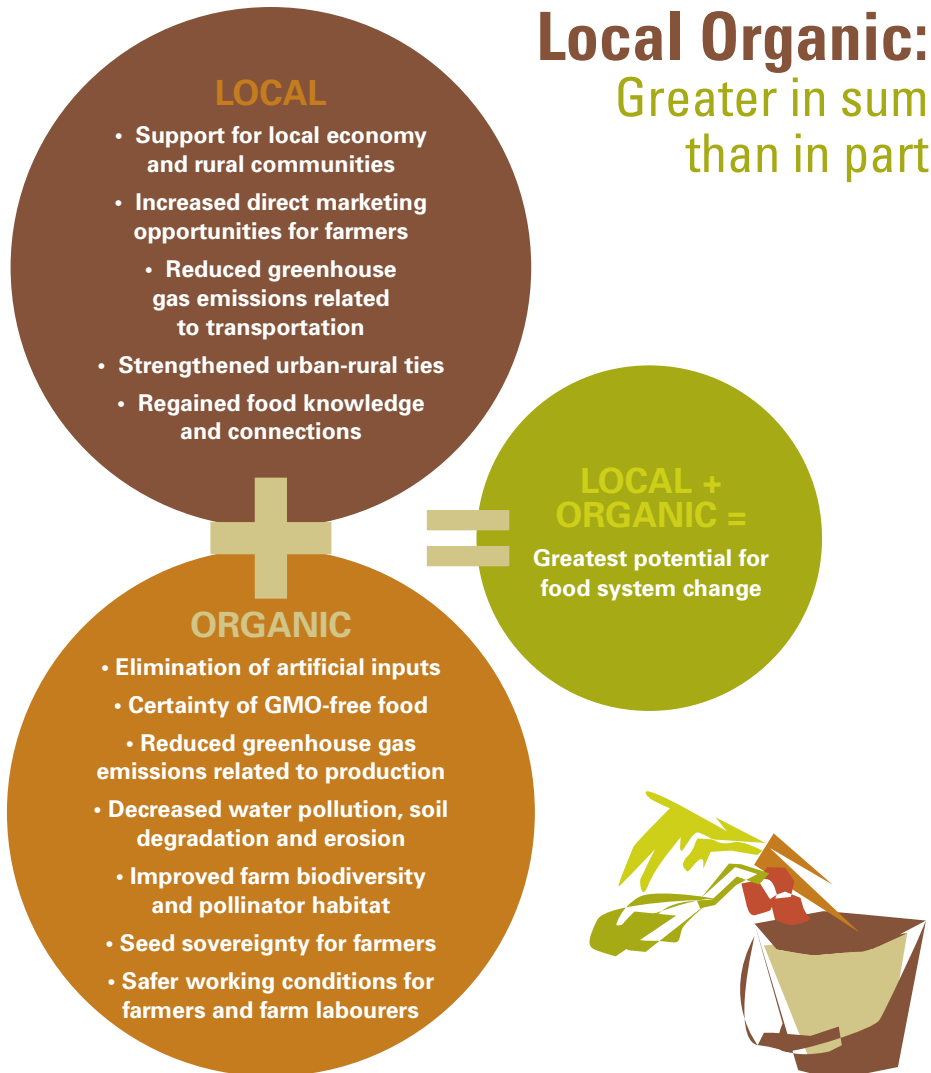 Local Organic:
Greater in sum
than in part
LOCAL
• Support for local economy
and rural communities
• Increased direct marketing
opportunities for farmers
• Reduced greenhouse
gas emissions related
to transportation
• Strengthened urban-rural ties
• Regained food knowledge
and connections
+
=
LOCAL +
ORGANIC =
Greatest potential for
food system change
ORGANIC
• Elimination of artificial inputs
• Certainty of GMO-free food
• Reduced greenhouse gas
emissions related to production
• Decreased water pollution, soil
degradation and erosion
• Improved farm biodiversity
and pollinator habitat
• Seed sovereignty for farmers
• Safer working conditions for
farmers and farm labourers